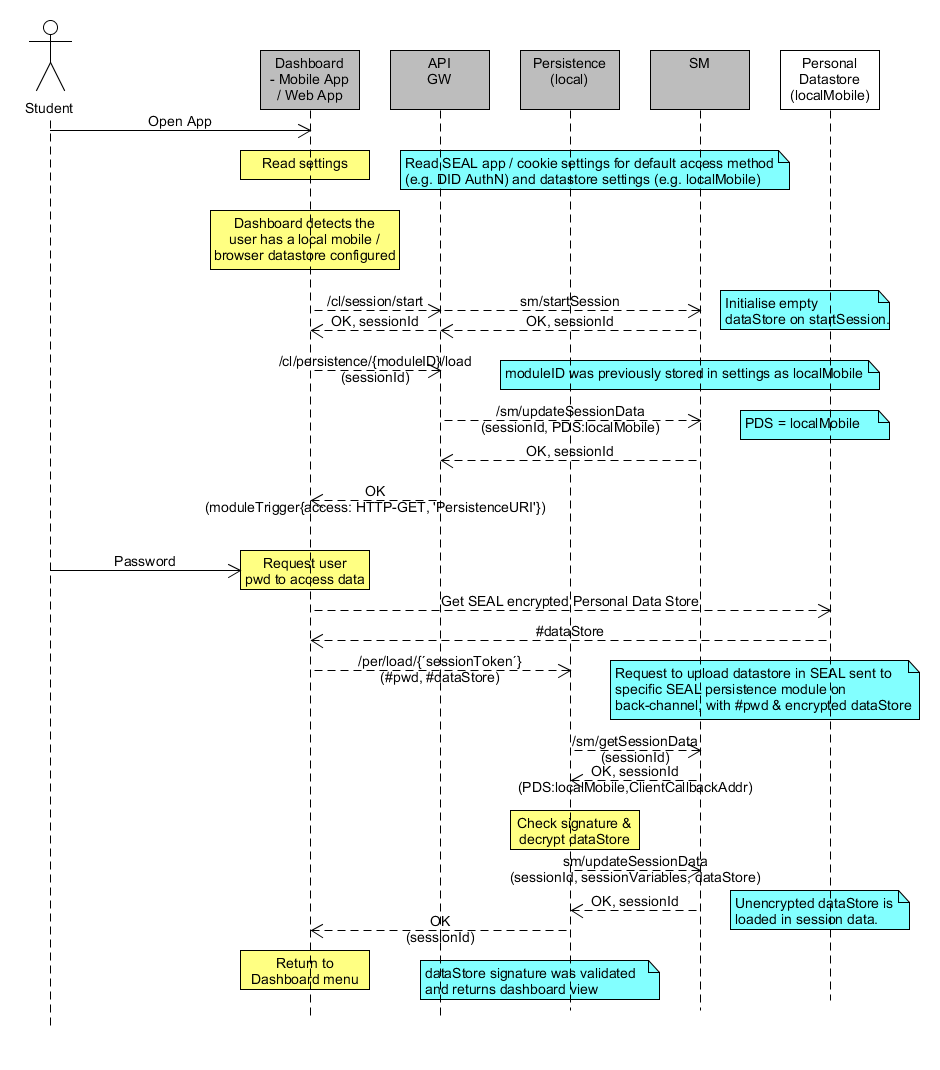 Student
Dashboard
- Mobile App
/ Web App
API
GW
Persistence
(local)
SM
Personal
Datastore
(localMobile)
Open App
Read settings
Read SEAL app / cookie settings for default access method
(e.g. DID AuthN) and datastore settings (e.g. localMobile)
Dashboard detects the
user has a local mobile /
browser datastore configured
/cl/session/start
sm/startSession
OK, sessionId
OK, sessionId
Initialise empty
dataStore on startSession.
/cl/persistence/{moduleID}/load
(sessionId)
moduleID was previously stored in settings as localMobile
/sm/updateSessionData
(sessionId, PDS:localMobile)
PDS = localMobile
OK, sessionId
OK
(moduleTrigger{access: HTTP-GET, 'PersistenceURI'})
Password
Request user
pwd to access data
Get SEAL encrypted Personal Data Store
#dataStore
/per/load/{´sessionToken´}
(#pwd, #dataStore)
Request to upload datastore in SEAL sent to
specific SEAL persistence module on
back-channel, with #pwd & encrypted dataStore
/sm/getSessionData
(sessionId)
OK, sessionId
(PDS:localMobile,ClientCallbackAddr)
Check signature &
decrypt dataStore
sm/updateSessionData
(sessionId, sessionVariables, dataStore)
OK, sessionId
Unencrypted dataStore is
loaded in session data.
OK
(sessionId)
Return to
Dashboard menu
dataStore signature was validated
and returns dashboard view